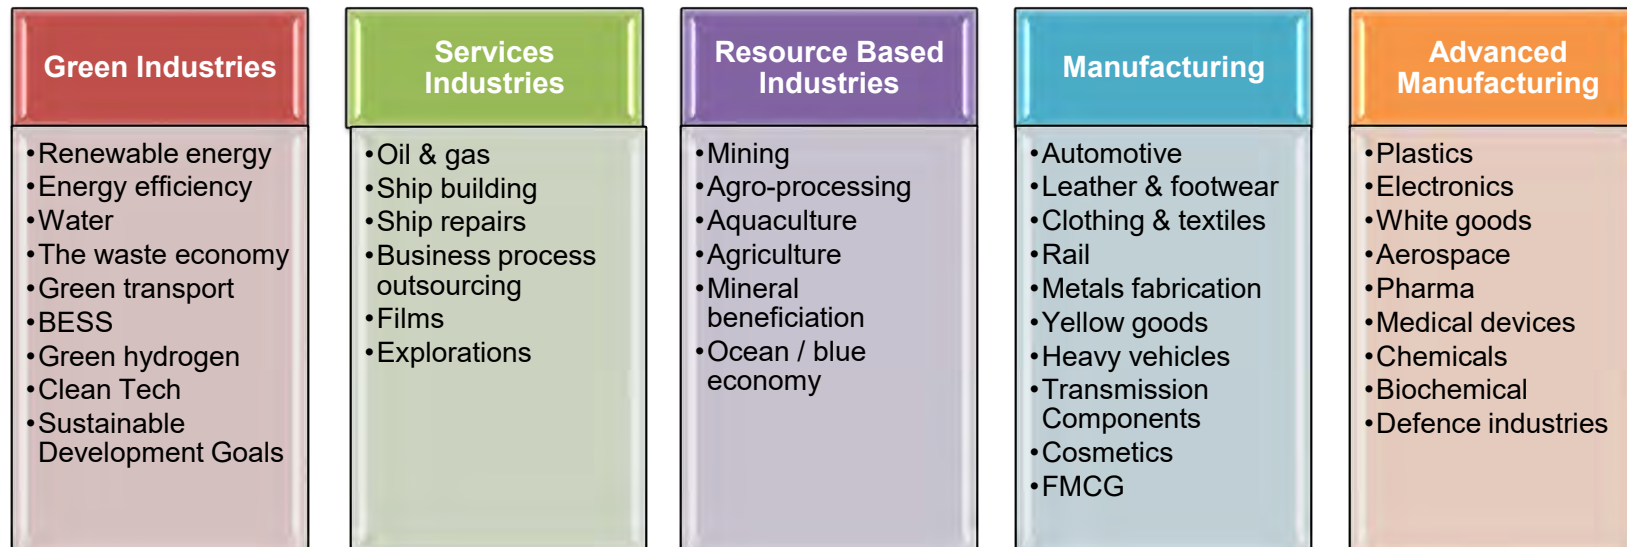 Green Industries
•Renewable energy
•Energy efficiency
•Water
•The waste economy
•Green transport
•BESS
•Green hydrogen
•Clean Tech
•Sustainable
Development Goals
Services
Industries
•Oil & gas
•Ship building
•Ship repairs
•Business process
outsourcing
•Films
•Explorations
Resource Based
Industries
•Mining
•Agro-processing
•Aquaculture
•Agriculture
•Mineral
beneficiation
•Ocean / blue
economy
Manufacturing
•Automotive
•Leather & footwear
•Clothing & textiles
•Rail
•Metals fabrication
•Yellow goods
•Heavy vehicles
•Transmission
Components
•Cosmetics
•FMCG
Advanced
Manufacturing
•Plastics
•Electronics
•White goods
•Aerospace
•Pharma
•Medical devices
•Chemicals
•Biochemical
•Defence industries